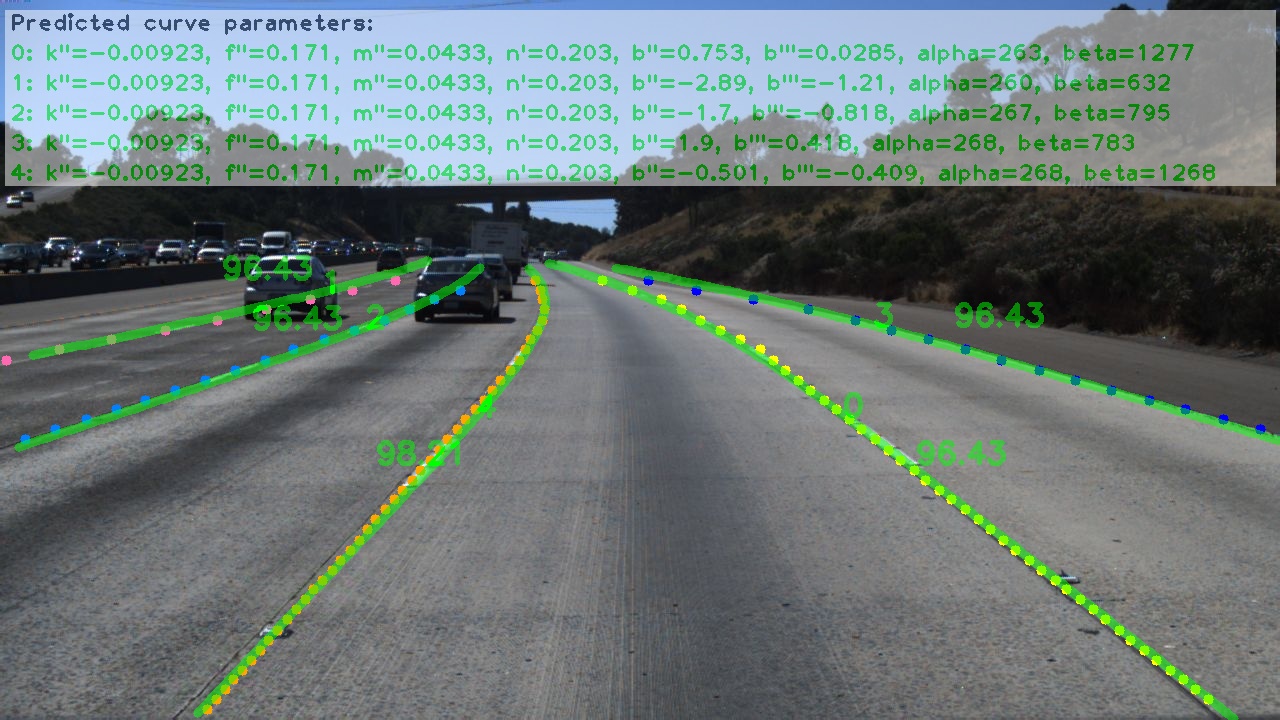 Predicted curve parameters:
0: k''=-0.00923, f''=0.171, m''=0.0433, n'=0.203, b''=0.753, b'''=0.0285, alpha=263, beta=1277
1: k''=-0.00923, f''=0.171, m''=0.0433, n'=0.203, b''=-2.89, b'''=-1.21, alpha=260, beta=632
2: k''=-0.00923, f''=0.171, m''=0.0433, n'=0.203, b''=-1.7, b'''=-0.818, alpha=267, beta=795
3: k''=-0.00923, f''=0.171, m''=0.0433, n'=0.203, b''=1.9, b'''=0.418, alpha=268, beta=783
4: k''=-0.00923, f''=0.171, m''=0.0433, n'=0.203, b''=-0.501, b'''=-0.409, alpha=268, beta=1268
96.43 1
96.43 2
3 96.43
4
0
96.43